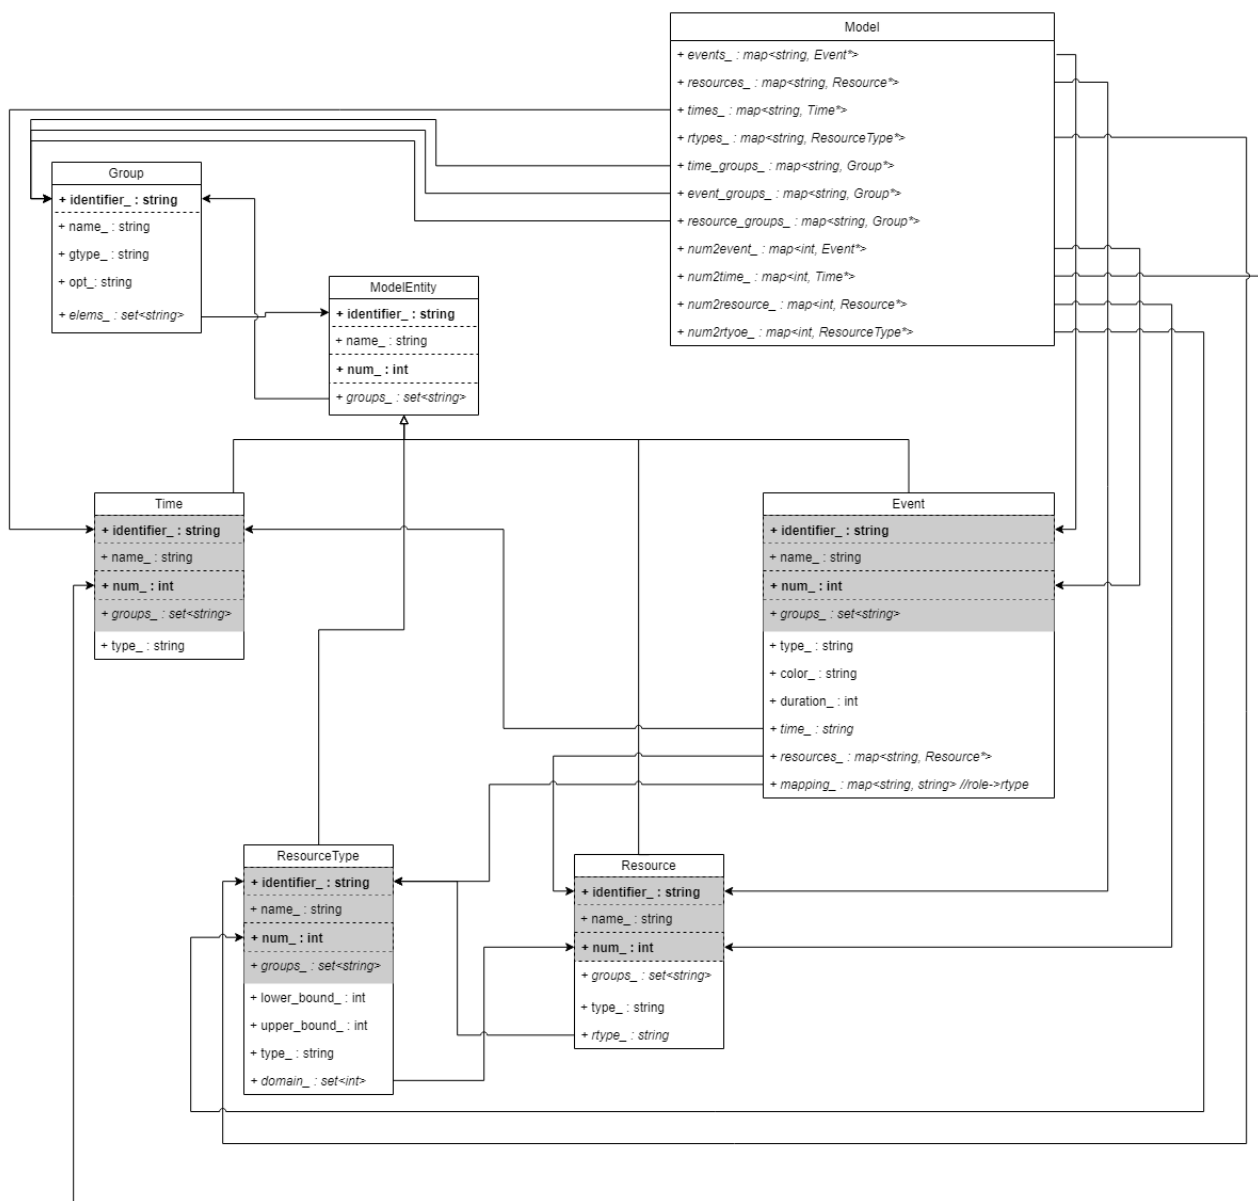 Model
+ events_ : map<string, Event*>
+ resources_ : map<string, Resource*>
+ times_ : map<string, Time*>
+ rtypes_ : map<string, ResourceType*>
+ time_groups_ : map<string, Group*>
+ event_groups_ : map<string, Group*>
+ resource_groups_ : map<string, Group*>
+ num2event_ : map<int, Event*>
+ num2time_ : map<int, Time*>
+ num2resource_ : map<int, Resource*>
+ num2rtyoe_ : map<int, ResourceType*>
Group
+ identifier_ : string
+ name_ : string
+ gtype_ : string
+ opt_: string
+ elems_ : set<string>
ModelEntity
+ identifier_ : string
+ name_ : string
+ num_ : int
+ groups_ : set<string>
Time
+ identifier_ : string
+ name_ : string
+ num_ : int
+ groups_ : set<string>
+ type_ : string
Event
+ identifier_ : string
+ name_ : string
+ num_ : int
+ groups_ : set<string>
+ type_ : string
+ color_ : string
+ duration_ : int
+ time_ : string
+ resources_ : map<string, Resource*>
+ mapping_ : map<string, string> //role->rtype
ResourceType
+ identifier_ : string
+ name_ : string
+ num_ : int
+ groups_ : set<string>
+ lower_bound_ : int
+ upper_bound_ : int
+ type_ : string
+ domain_ : set<int>
Resource
+ identifier_ : string
+ name_ : string
+ num_ : int
+ groups_ : set<string>
+ type_ : string
+ rtype_ : string